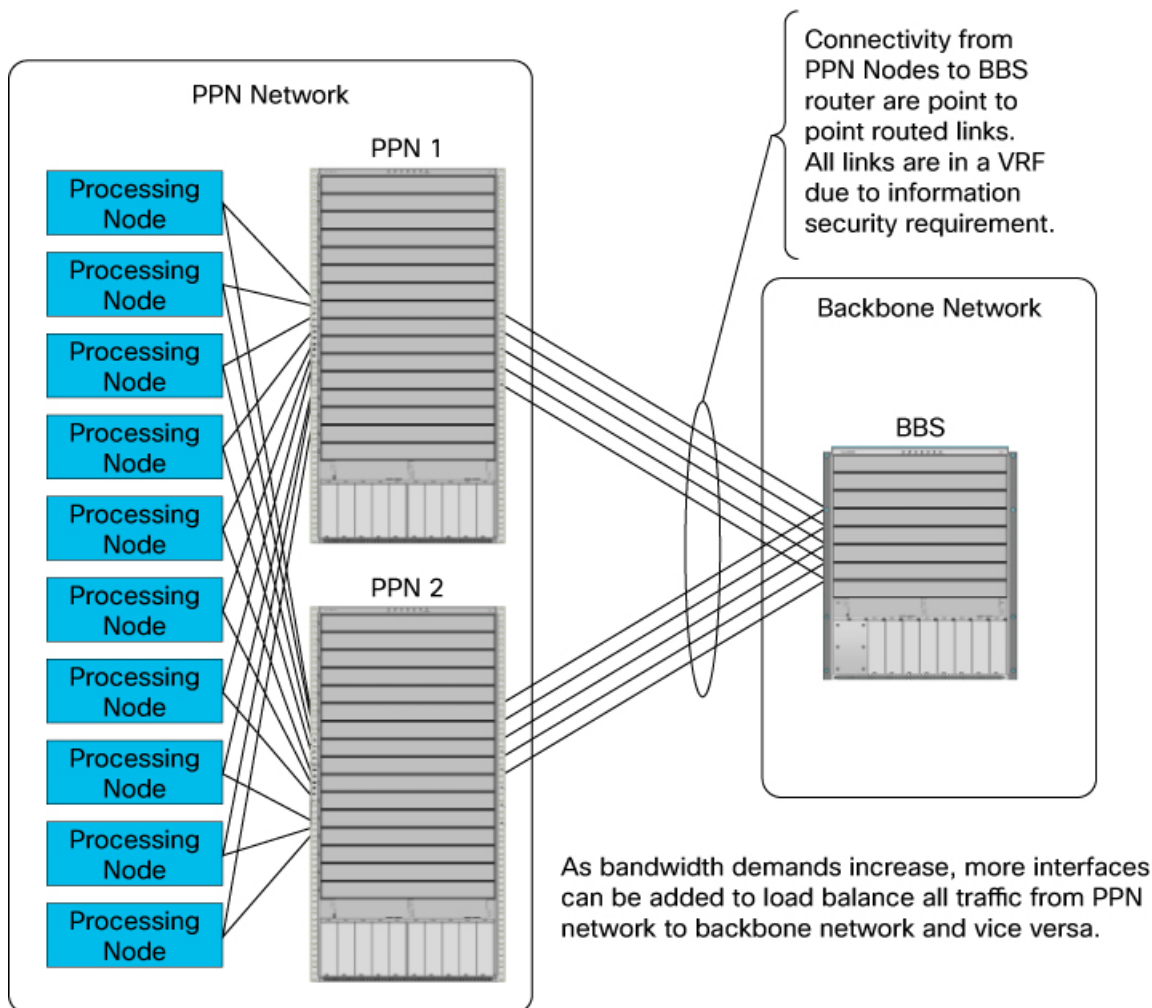 Connectivity from
PPN Nodes to BBS
router are point to
point routed links.
All links are in a VRF
due to information
security requirement.
PPN Network
PPN 1
Processing
Node
Processing
Node
Processing
Node
Processing
Node
Processing
Node
Processing
Node
Processing
Node
Processing
Node
Processing
Node
Processing
Node
PPN 2
Backbone Network
BBS
As bandwidth demands increase, more interfaces
can be added to load balance all traffic from PPN
network to backbone network and vice versa.